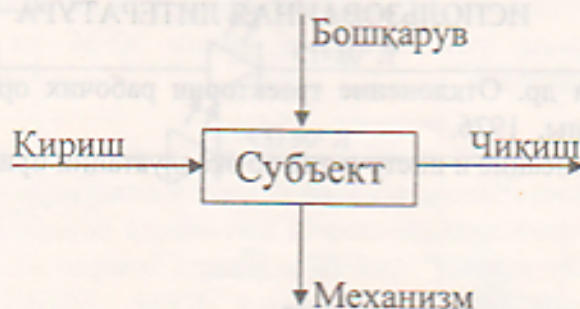 Бошқарув
Кириш
Субъект
Чиқиш
Механизм